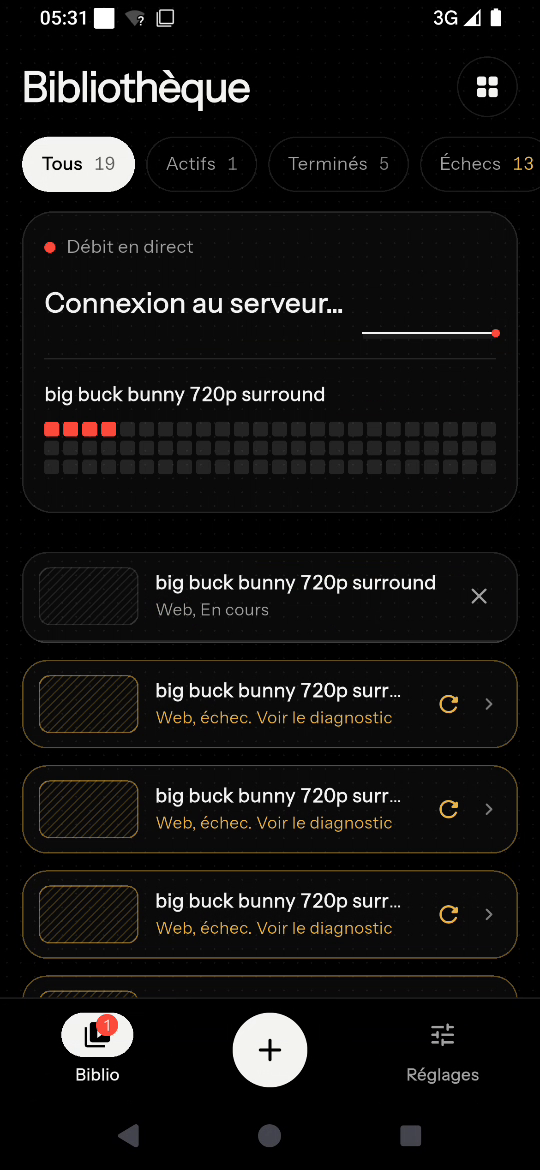 05:31
3G
Bibliothèque
Tous 19
Actifs 1
Terminés 5
Échecs 13
Débit en direct
Connexion au serveur...
big buck bunny 720p surround
big buck bunny 720p surround
Web, En cours
big buck bunny 720p surr...
Web, échec. Voir le diagnostic
big buck bunny 720p surr...
Web, échec. Voir le diagnostic
big buck bunny 720p surr...
Web, échec. Voir le diagnostic
1
Biblio
Réglages